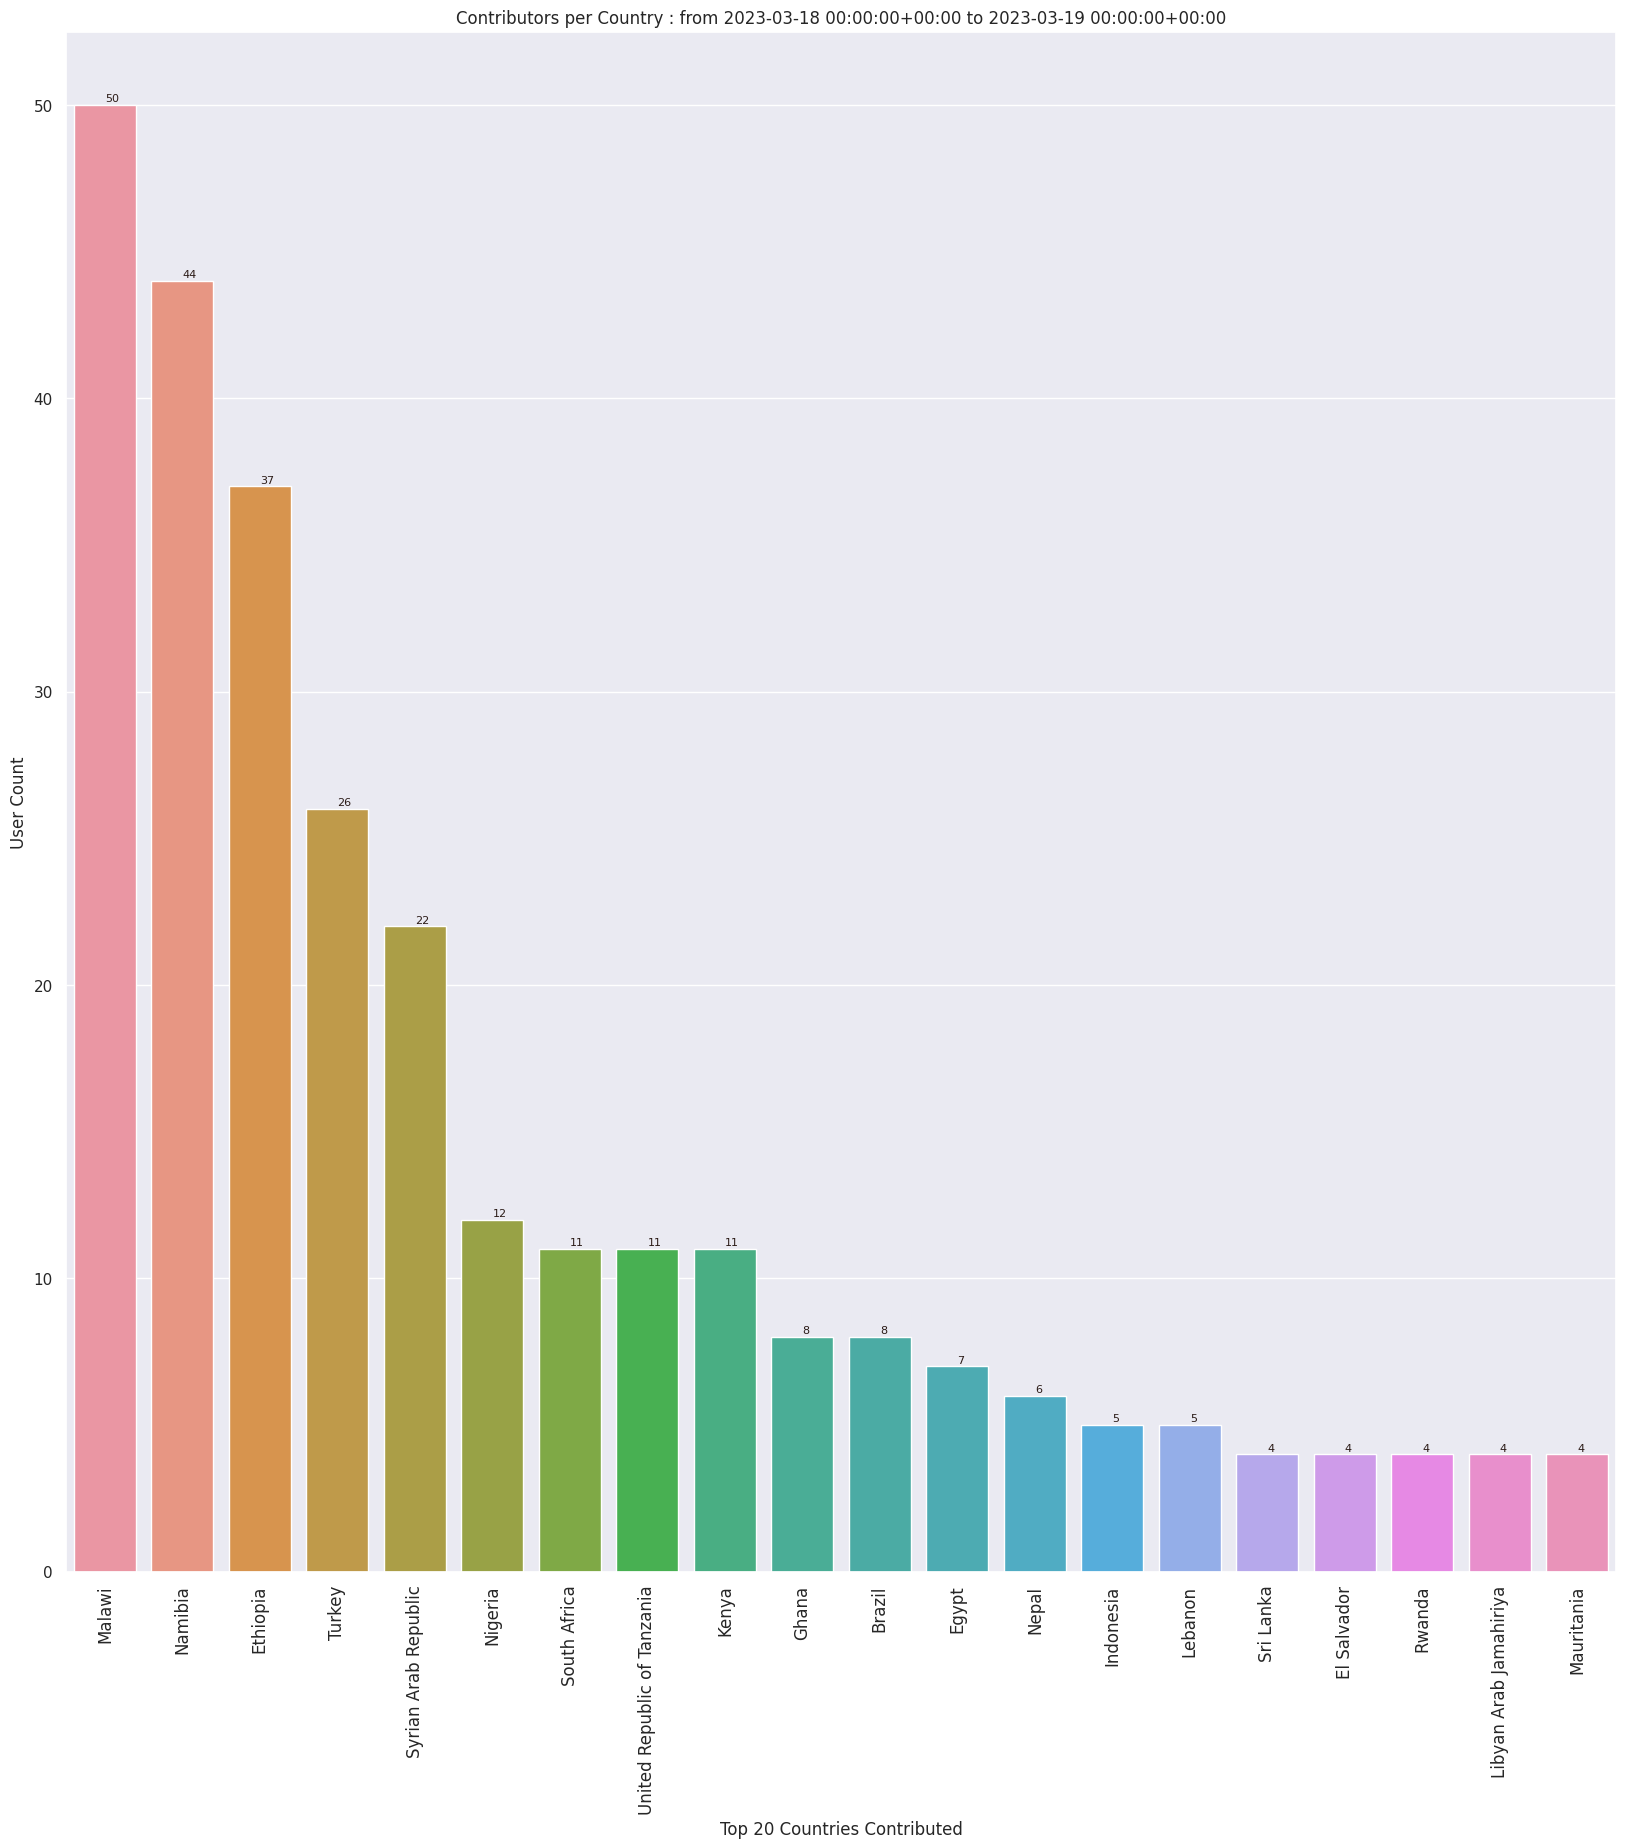 Contributors per Country : from 2023-03-18 00:00:00+00:00 to 2023-03-19 00:00:00+00:00
User Count
50
40
30
20
10
0
50
44
37
26
22
12
11
11
11
8
8
7
6
5
5
4
4
4
4
4
Malawi
Namibia
Ethiopia
Turkey
Syrian Arab Republic
Nigeria
South Africa
United Republic of Tanzania
Kenya
Ghana
Brazil
Egypt
Nepal
Indonesia
Lebanon
Sri Lanka
El Salvador
Rwanda
Libyan Arab Jamahiriya
Mauritania
Top 20 Countries Contributed